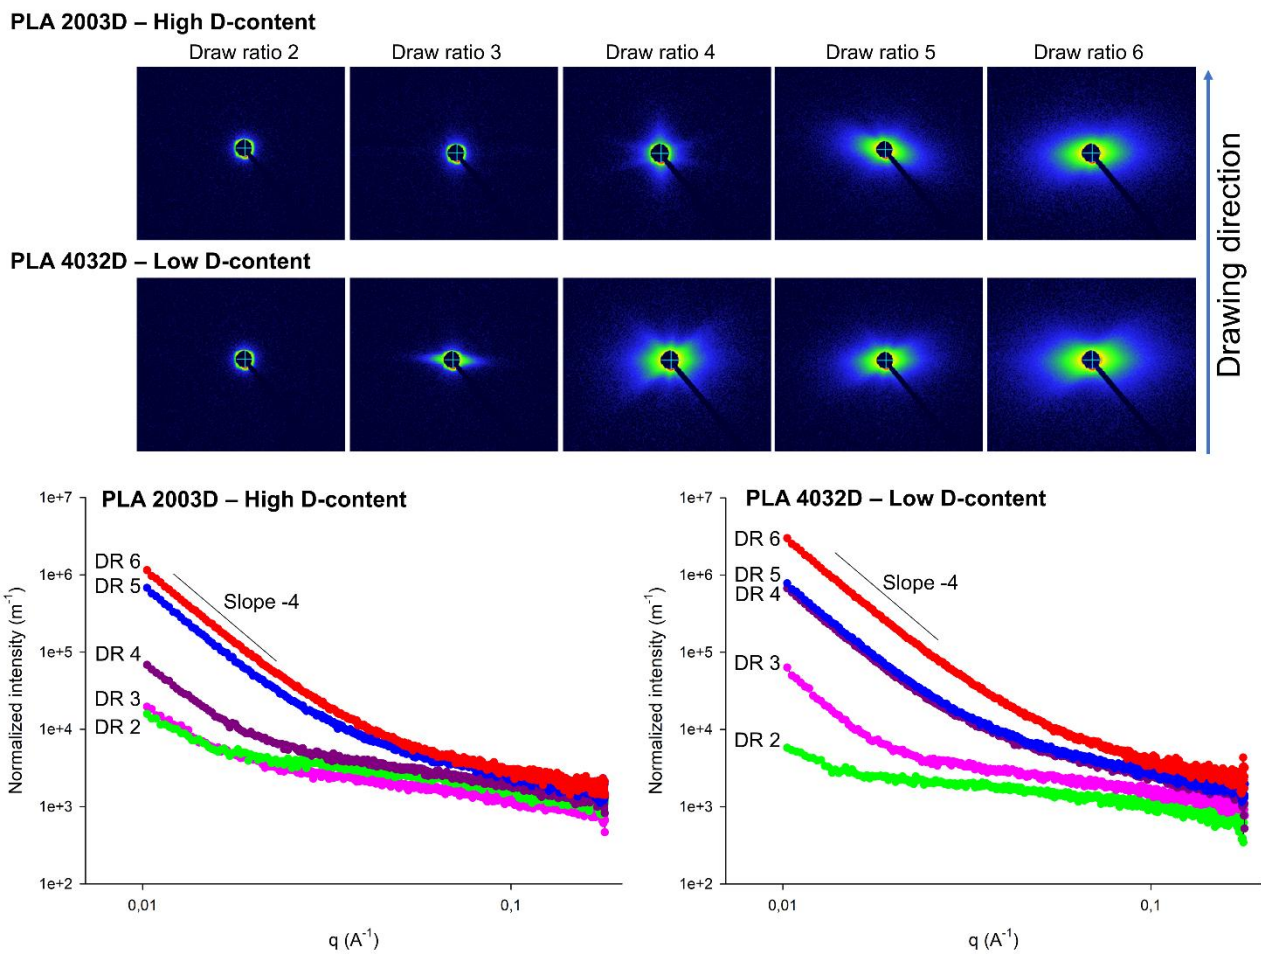 PLA 2003D – High D-content
Draw ratio 2 Draw ratio 3 Draw ratio 4 Draw ratio 5 Draw ratio 6
PLA 4032D – Low D-content
Drawing direction
PLA 2003D – High D-content
1e+7
1e+6
1e+5
1e+4
1e+3
1e+2
Normalized intensity (m⁻¹)
DR 6
DR 5
DR 4
DR 3
DR 2
Slope -4
0,01 0,1
q (A⁻¹)
PLA 4032D – Low D-content
1e+7
1e+6
1e+5
1e+4
1e+3
1e+2
Normalized intensity (m⁻¹)
DR 6
DR 5
DR 4
DR 3
DR 2
Slope -4
0,01 0,1
q (A⁻¹)